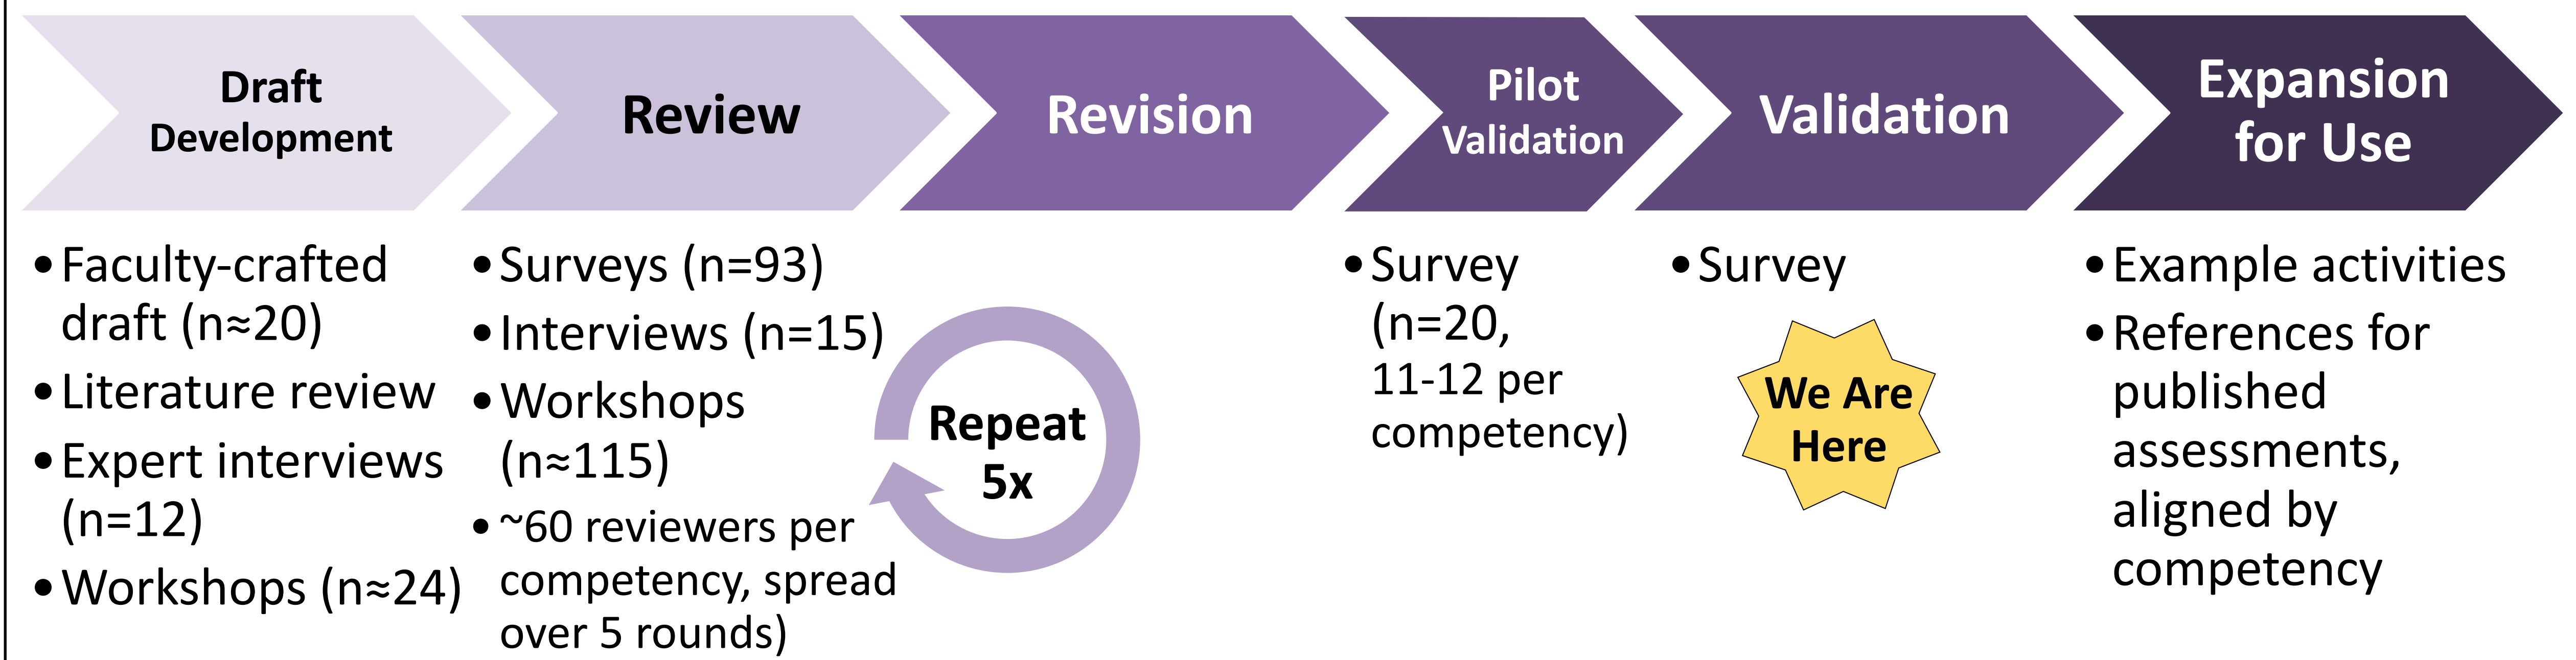 Draft
Development
Review
Revision
Pilot
Validation
Validation
Expansion
for Use
•Faculty-crafted
draft (n≈20)
•Literature review
•Expert interviews
(n=12)
•Workshops (n≈24)
•Surveys (n=93)
•Interviews (n=15)
•Workshops
(n≈115)
•~60 reviewers per
competency, spread
over 5 rounds)
Repeat
5x
•Survey
(n=20,
11-12 per
competency)
•Survey
We Are
Here
•Example activities
•References for
published
assessments,
aligned by
competency